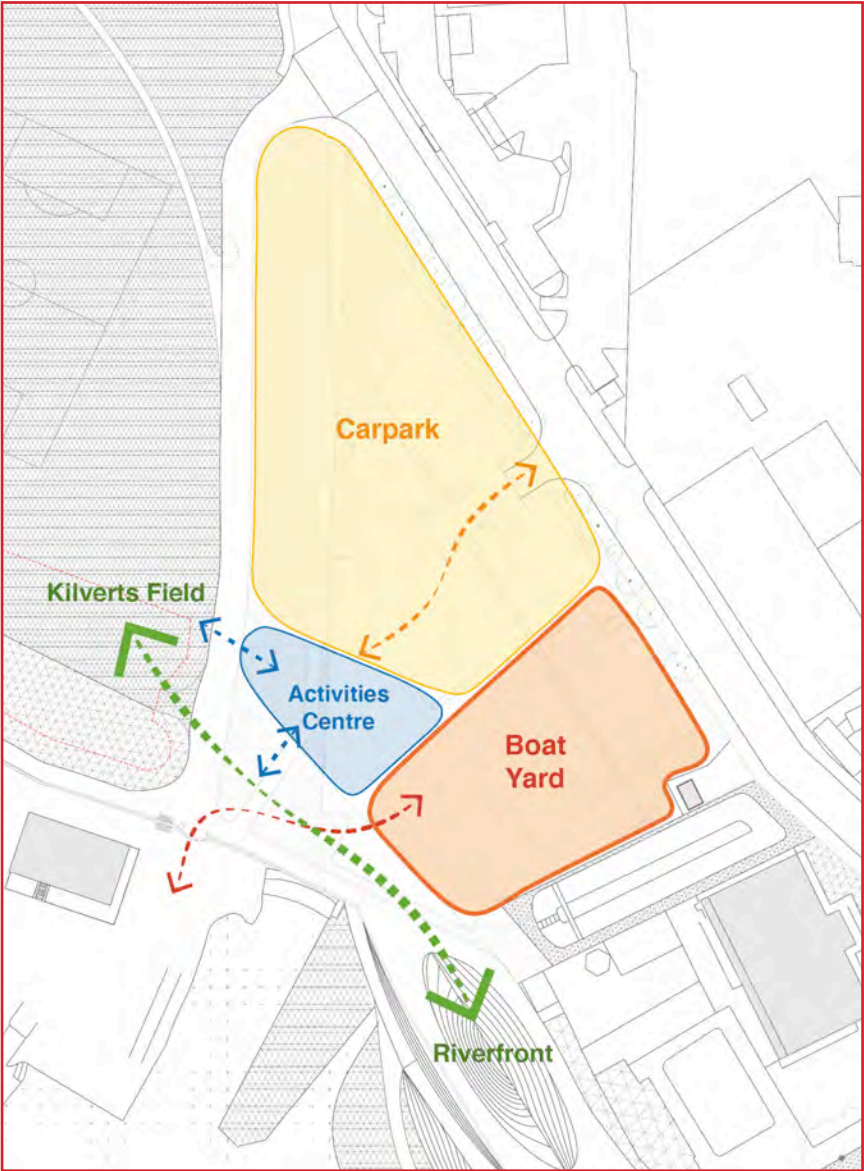 Carpark
Kilverts Field
Activities
Centre
Boat
Yard
Riverfront